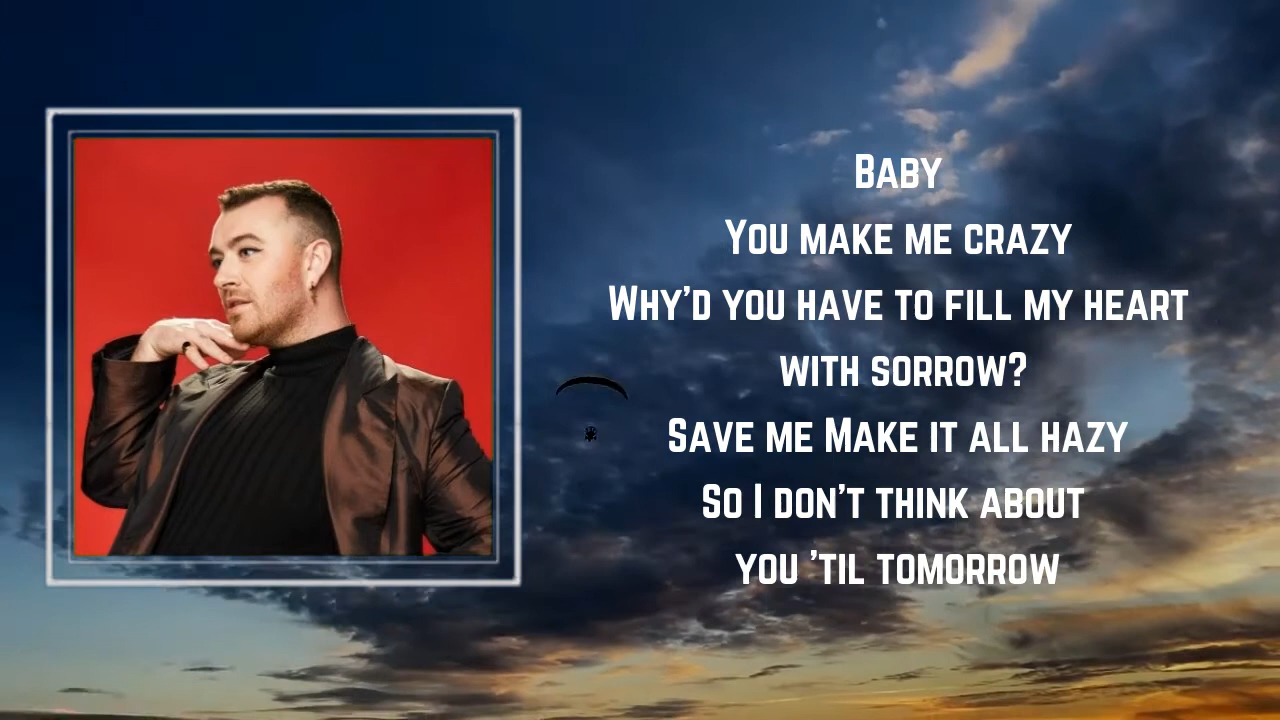 Baby
You make me crazy
Why'd you have to fill my heart
with sorrow?
Save me Make it all hazy
So I don't think about
you 'til tomorrow